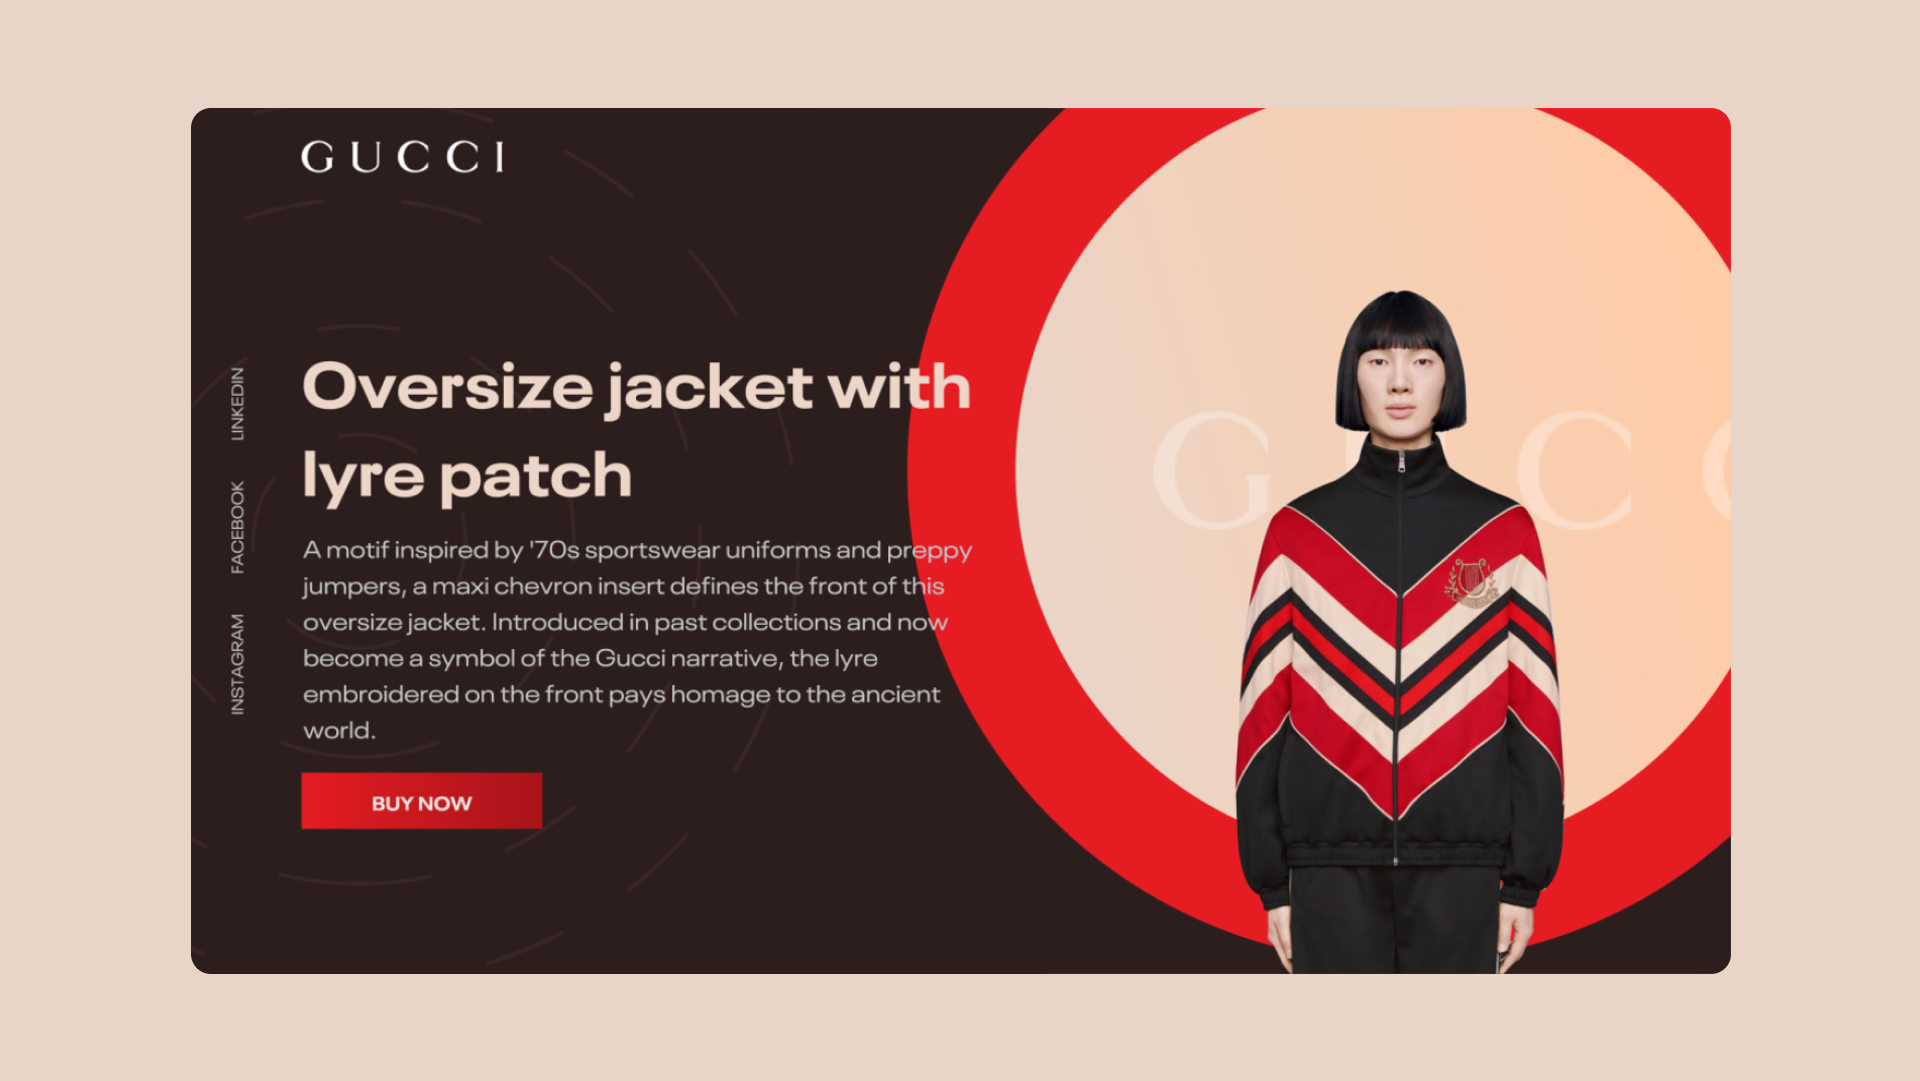 GUCCI
Oversize jacket with
lyre patch
A motif inspired by '70s sportswear uniforms and preppy
jumpers, a maxi chevron insert defines the front of this
oversize jacket. Introduced in past collections and now
become a symbol of the Gucci narrative, the lyre
embroidered on the front pays homage to the ancient
world.
BUY NOW
LINKEDIN
FACEBOOK
INSTAGRAM
G C C